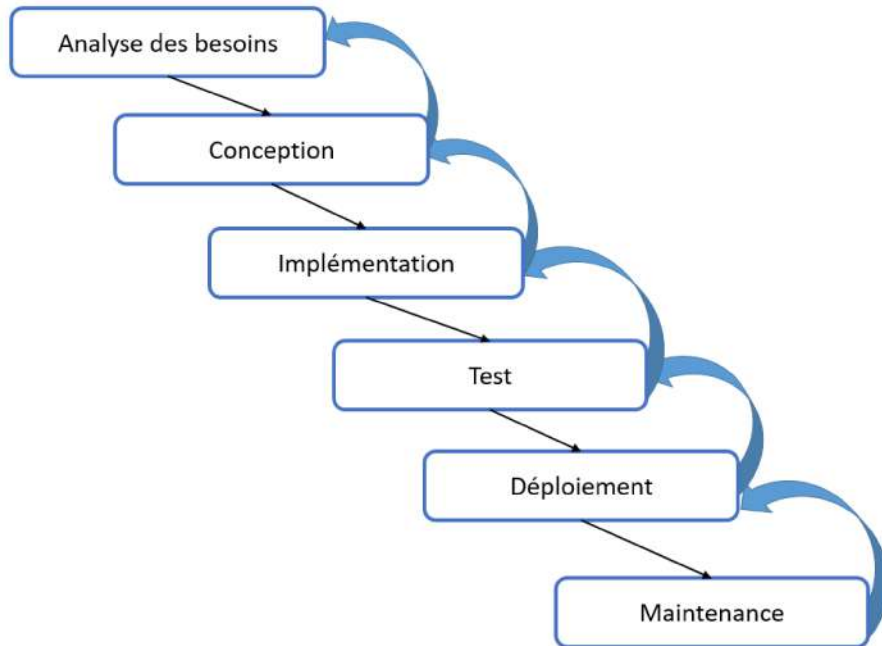 Analyse des besoins
Conception
Implémentation
Test
Déploiement
Maintenance